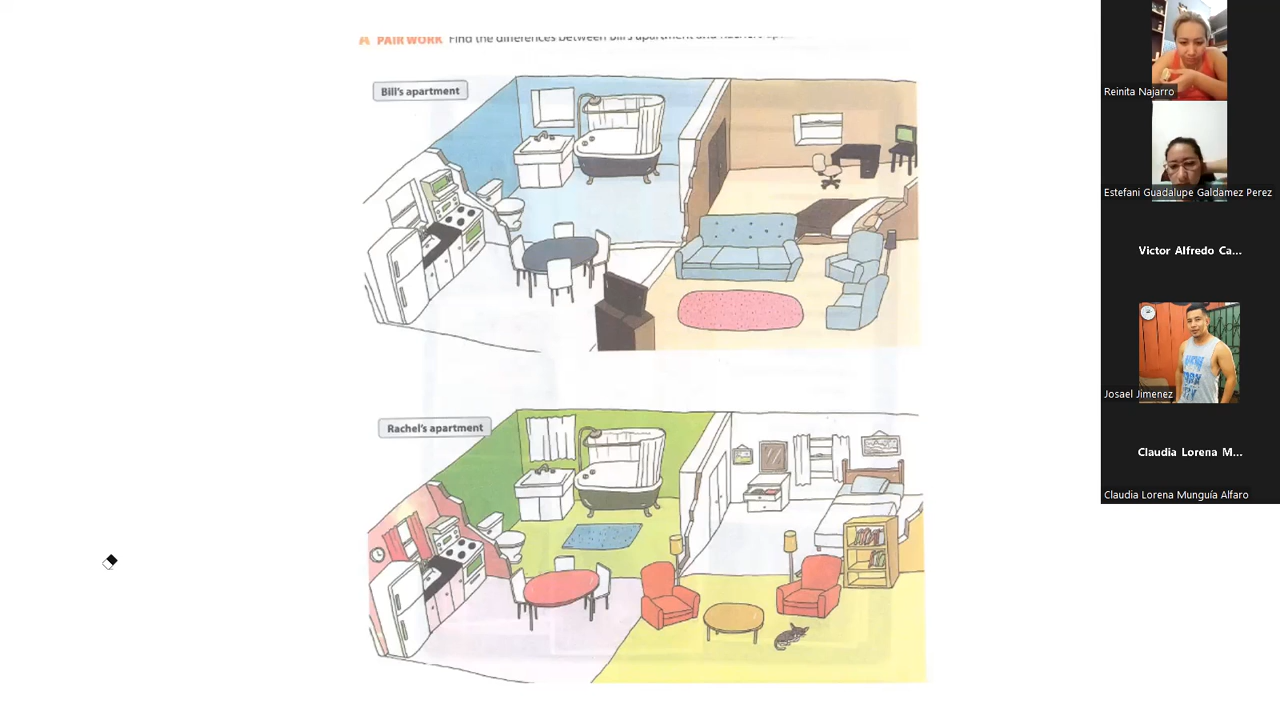 A PAIR WORK Find the differences between Bill's apartment and Rachel's
Bill's apartment
Rachel's apartment
Reinita Najarro
Estefani Guadalupe Galdamez Perez
Victor Alfredo Ca...
Josael Jimenez
Claudia Lorena M...
Claudia Lorena Munguía Alfaro